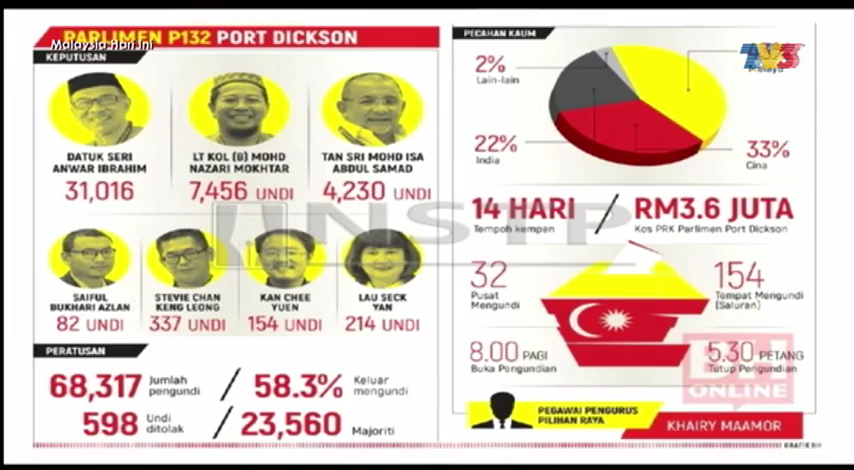 PARLIMEN P132 PORT DICKSON
Malaysia Hari Ini
KEPUTUSAN
DATUK SERI
ANWAR IBRAHIM
31,016
LT KOL (B) MOHD
NAZARI MOKHTAR
7,456 UNDI
TAN SRI MOHD ISA
ABDUL SAMAD
4,230 UNDI
SAIFUL
BUKHARI AZLAN
82 UNDI
STEVIE CHAN
KENG LEONG
337 UNDI
KAN CHEE
YUEN
154 UNDI
LAU SECK
YAN
214 UNDI
PERATUSAN
68,317 Jumlah
pengundi
58.3% Keluar
mengundi
598 Undi
ditolak
23,560 Majoriti
PECAHAN KAUM
TV3
Melayu
2%
Lain-lain
22%
India
33%
Cina
14 HARI
Tempoh kempen
RM3.6 JUTA
Kos PRK Parlimen Port Dickson
NSTP
32
Pusat
Mengundi
154
Tempat Mengundi
(Saluran)
8.00 PAGI
Buka Pengundian
5.30 PETANG
Tutup Pengundian
BH
ONLINE
PEGAWAI PENGURUS
PILIHAN RAYA
KHAIRY MAAMOR
GRAFIK BH